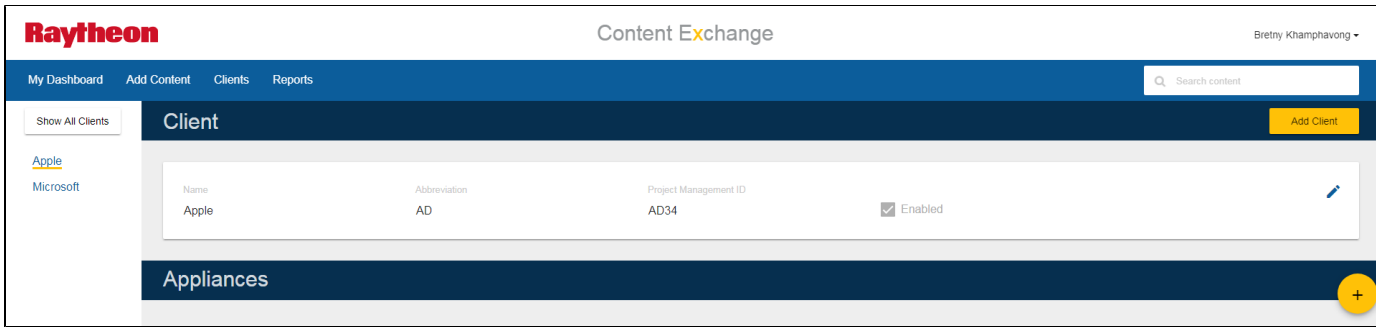 Raytheon
Content Exchange
Bretny Khamphavong
My Dashboard Add Content Clients Reports
Search content
Show All Clients
Client
Add Client
Apple
Microsoft
Name Abbreviation Project Management ID
Apple AD AD34 Enabled
Appliances
+